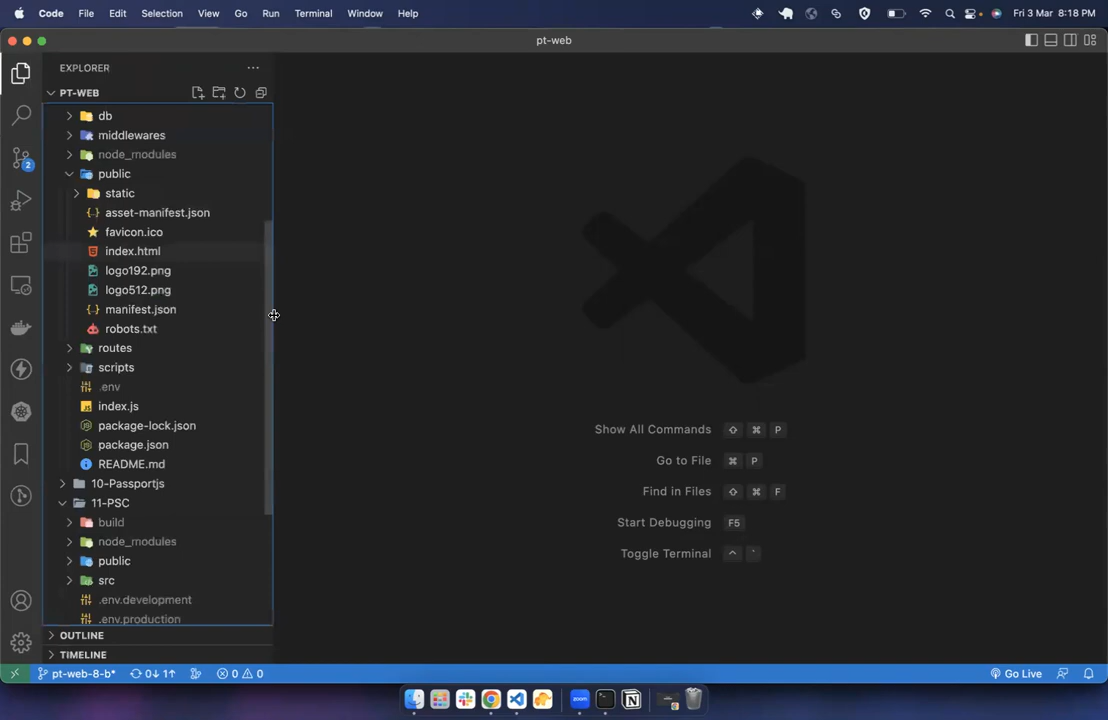 Code File Edit Selection View Go Run Terminal Window Help Fri 3 Mar 8:18 PM
pt-web
EXPLORER
PT-WEB
db
middlewares
node_modules
public
static
asset-manifest.json
favicon.ico
index.html
logo192.png
logo512.png
manifest.json
robots.txt
routes
scripts
.env
index.js
package-lock.json
package.json
README.md
10-Passportjs
11-PSC
build
node_modules
public
src
.env.development
.env.production
OUTLINE
TIMELINE
2
Show All Commands ⇧ ⌘ P
Go to File ⌘ P
Find in Files ⇧ ⌘ F
Start Debugging F5
Toggle Terminal ^ `
pt-web-8-b* 0↓ 1↑ 0 0 Go Live